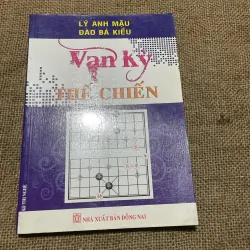 LÝ ANH MẬU
ĐÀO BÁ KIỀU
Vạn Kỳ
THẾ CHIẾN
NHÀ XUẤT BẢN ĐỒNG NAI